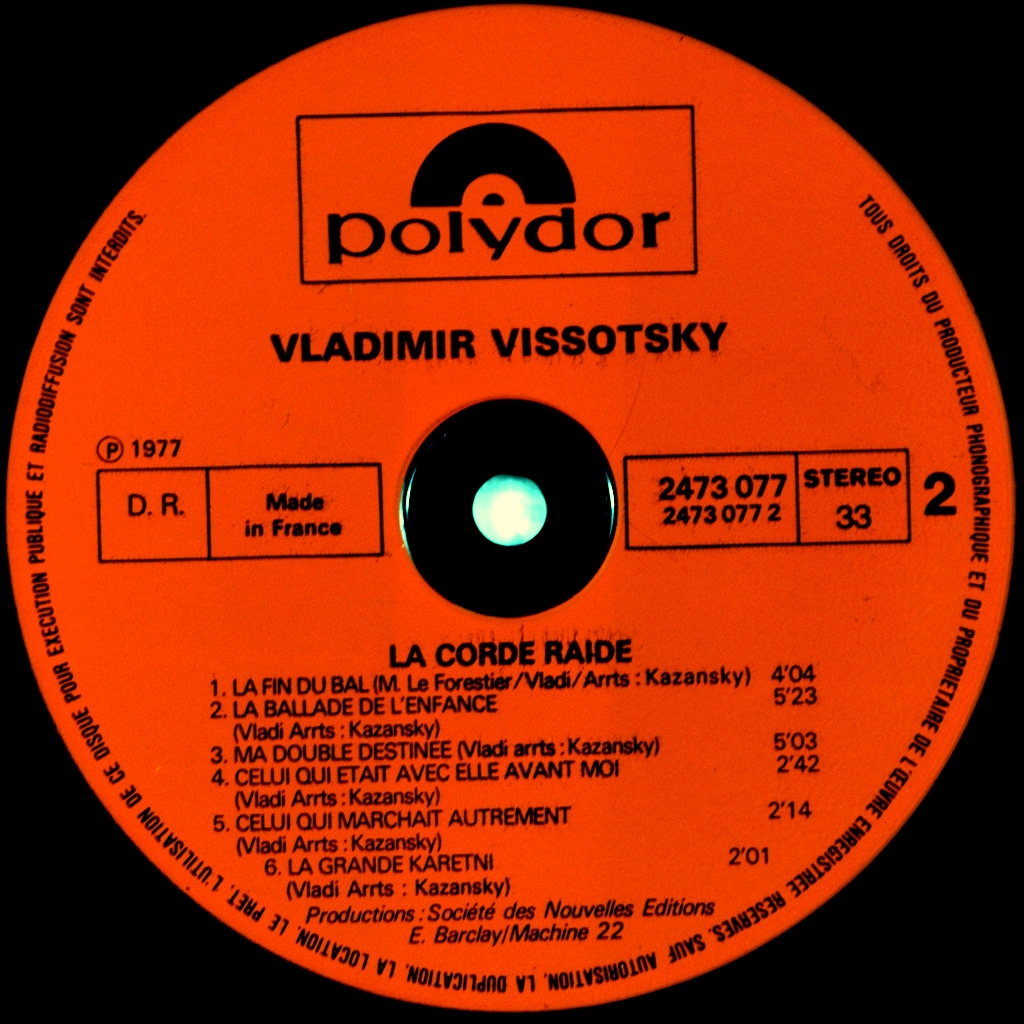 polydor
VLADIMIR VISSOTSKY
℗ 1977
D. R.
Made
in France
2473 077
2473 077 2
STEREO
33
2
LA CORDE RAIDE
1. LA FIN DU BAL (M. Le Forestier/Vladi/Arrts : Kazansky) 4'04
2. LA BALLADE DE L'ENFANCE 5'23
(Vladi Arrts : Kazansky)
3. MA DOUBLE DESTINEE (Vladi arrts : Kazansky) 5'03
4. CELUI QUI ETAIT AVEC ELLE AVANT MOI 2'42
(Vladi Arrts : Kazansky)
5. CELUI QUI MARCHAIT AUTREMENT 2'14
(Vladi Arrts : Kazansky)
6. LA GRANDE KARETNI 2'01
(Vladi Arrts : Kazansky)
Productions : Société des Nouvelles Editions
E. Barclay/Machine 22
TOUS DROITS DU PRODUCTEUR PHONOGRAPHIQUE ET DU PROPRIETAIRE DE L'ŒUVRE ENREGISTREE RESERVES. SAUF AUTORISATION, LA DUPLICATION, LA LOCATION, LE PRET, L'UTILISATION DE CE DISQUE POUR EXECUTION PUBLIQUE ET RADIODIFFUSION SONT INTERDITS.